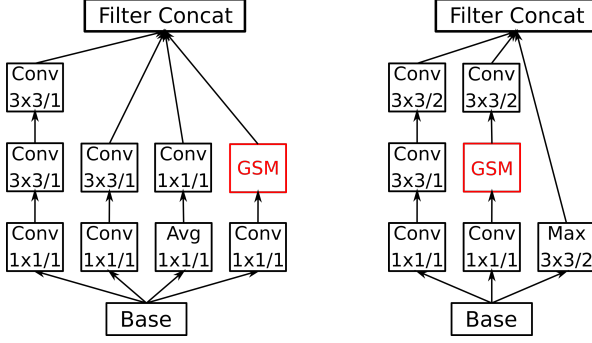 Filter Concat
Conv
3x3/1
Conv
3x3/1
Conv
3x3/1
Conv
1x1/1
GSM
Conv
1x1/1
Conv
1x1/1
Avg
1x1/1
Conv
1x1/1
Base
Filter Concat
Conv
3x3/2
Conv
3x3/2
Conv
3x3/1
GSM
Conv
1x1/1
Conv
1x1/1
Max
3x3/2
Base